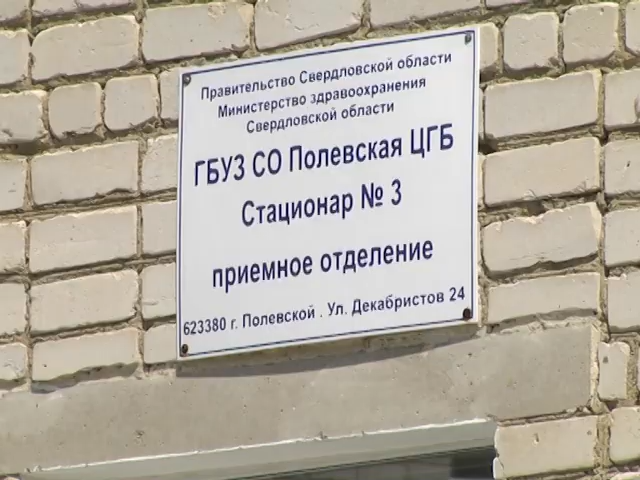 Правительство Свердловской области
Министерство здравоохранения
Свердловской области
ГБУЗ СО Полевская ЦГБ
Стационар № 3
приемное отделение
623380 г. Полевской . Ул. Декабристов 24